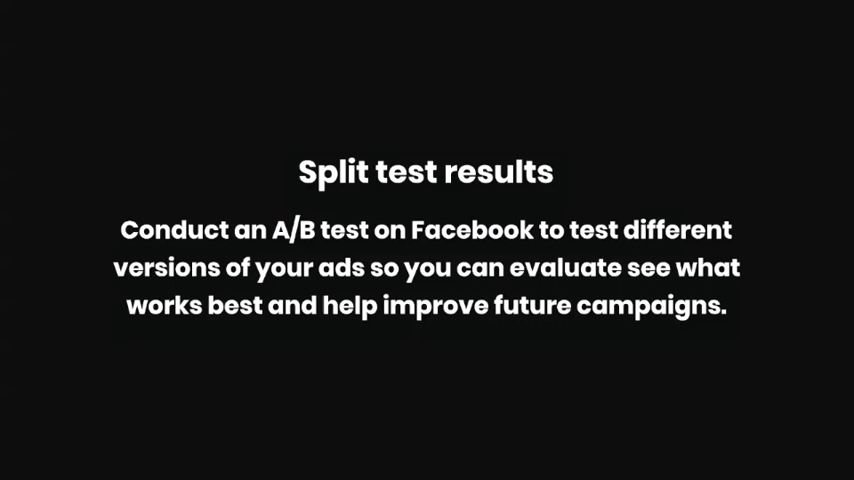 Split test results
Conduct an A/B test on Facebook to test different
versions of your ads so you can evaluate see what
works best and help improve future campaigns.